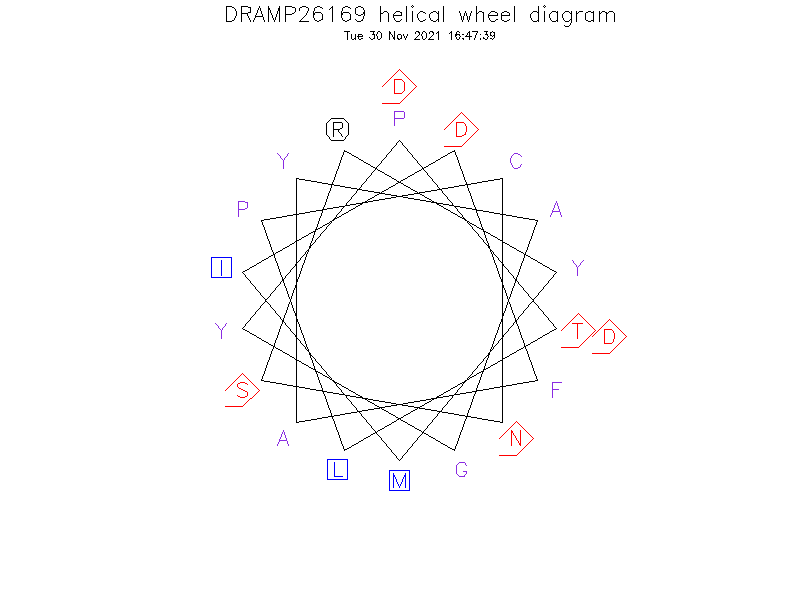 DRAMP26169 helical wheel diagram
Tue 30 Nov 2021 16:47:39
D
P
R D
Y C
P A
I Y
Y T D
S F
A N
L M G